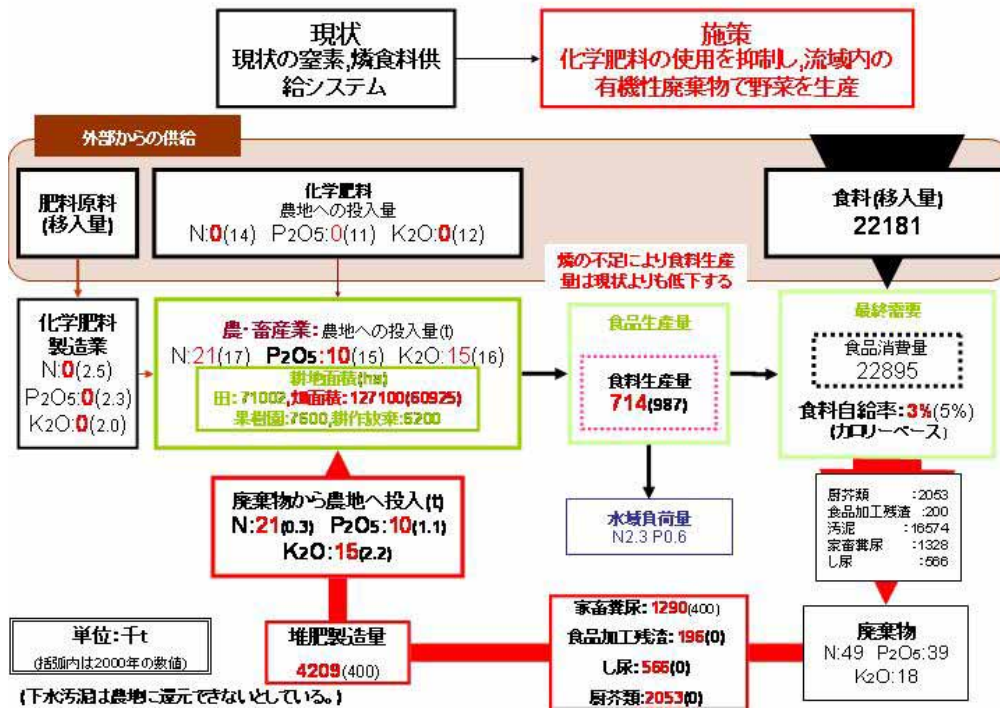 現状
現状の窒素,燐食料供
給システム
施策
化学肥料の使用を抑制し,流域内の
有機性廃棄物で野菜を生産
外部からの供給
肥料原料
(移入量)
化学肥料
農地への投入量
N:0(14) P2O5:0(11) K2O:0(12)
食料(移入量)
22181
燐の不足により食料生産
量は現状よりも低下する
化学肥料
製造業
N:0(2.5)
P2O5:0(2.3)
K2O:0(2.0)
農・畜産業:農地への投入量(t)
N:21(17) P2O5:10(15) K2O:15(16)
耕地面積(ha)
田:71002,畑面積:127100(60925)
果樹園:7600,耕作放棄:6200
食品生産量
食料生産量
714(987)
最終需要
食品消費量
22895
食料自給率:3%(5%)
(カロリーベース)
廃棄物から農地へ投入(t)
N:21(0.3) P2O5:10(1.1)
K2O:15(2.2)
水域負荷量
N2.3 P0.6
厨芥類 :2053
食品加工残渣 :200
汚泥 :16574
家畜糞尿 :1328
し尿 :566
単位:千t
(括弧内は2000年の数値)
堆肥製造量
4209(400)
家畜糞尿:1290(400)
食品加工残渣:196(0)
し尿:566(0)
厨芥類:2053(0)
廃棄物
N:49 P2O5:39
K2O:18
(下水汚泥は農地に還元できないとしている。)